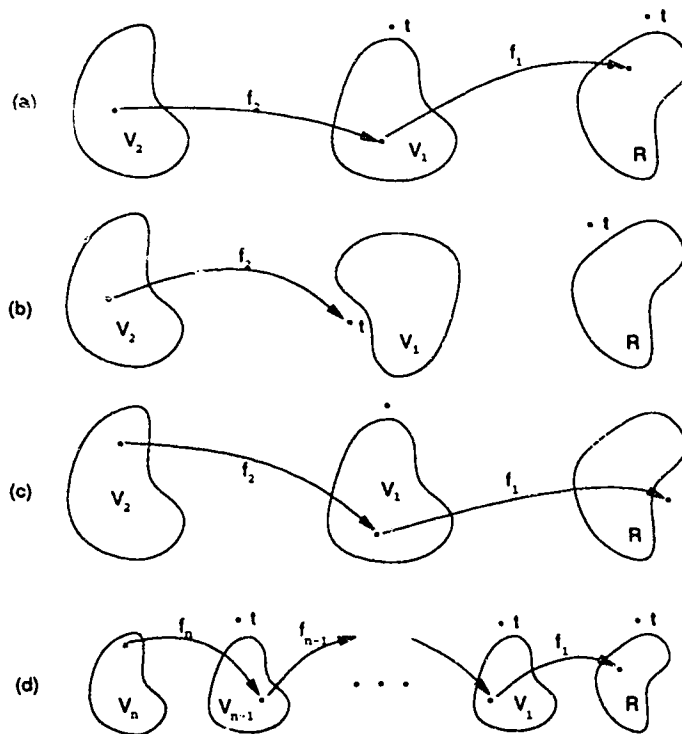 (a) V₂ f₂ t V₁ f₁ t R
(b) V₂ f₂ t V₁ t R
(c) V₂ f₂ V₁ f₁ R
(d) Vₙ fₙ t Vₙ₋₁ fₙ₋₁ • • • t V₁ f₁ t R